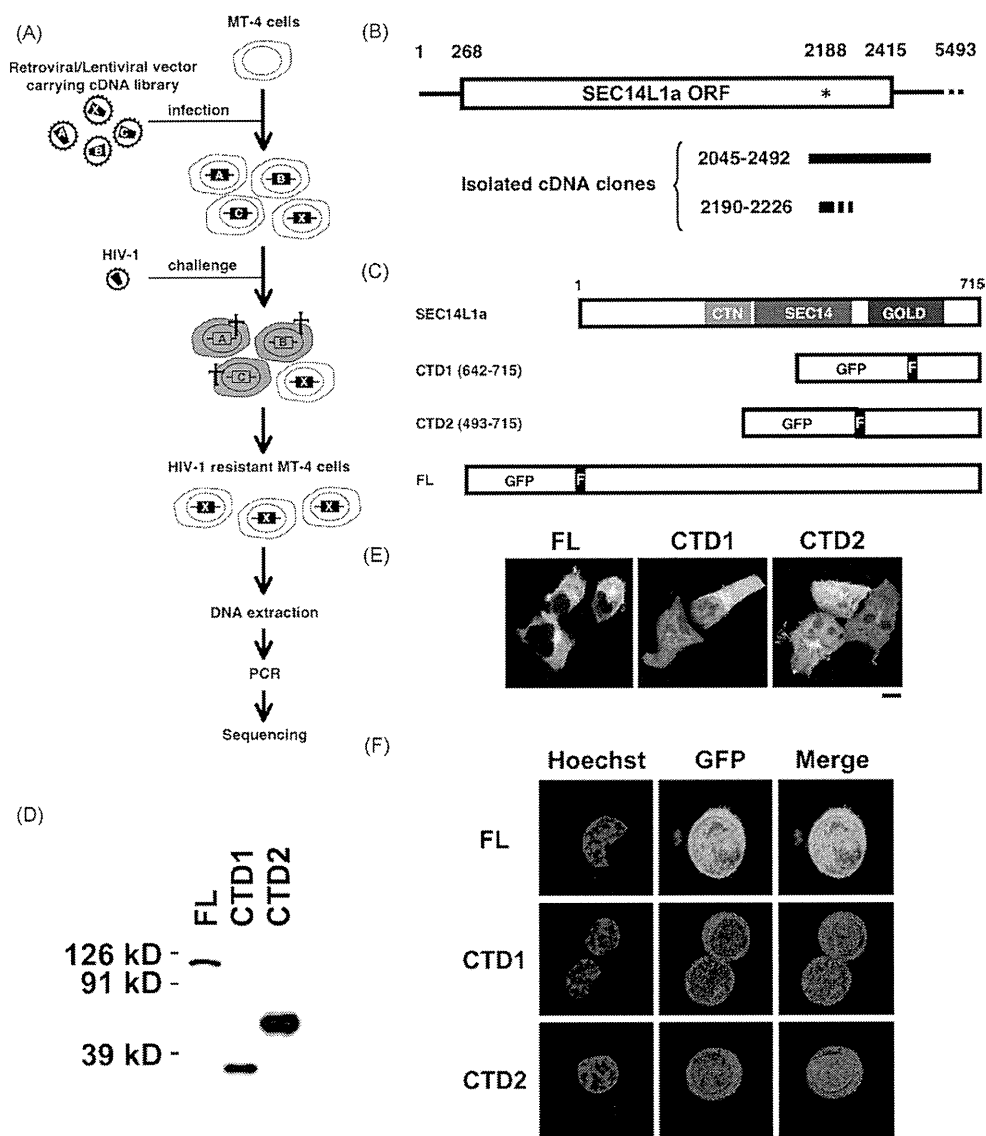 (A)
MT-4 cells
Retroviral/Lentiviral vector
carrying cDNA library
infection
X
A
C
B
A
B
C
X
HIV-1
challenge
A
B
C
X
HIV-1 resistant MT-4 cells
X
X
X
DNA extraction
PCR
Sequencing
(B)
1 268 2188 2415 5493
SEC14L1a ORF *
Isolated cDNA clones
2045-2492
2190-2226
(C)
1 715
SEC14L1a CTN SEC14 GOLD
CTD1 (642-715) GFP F
CTD2 (493-715) GFP F
FL GFP F
(D)
FL CTD1 CTD2
126 kD -
91 kD -
39 kD -
(E)
FL CTD1 CTD2
(F)
Hoechst GFP Merge
FL
CTD1
CTD2